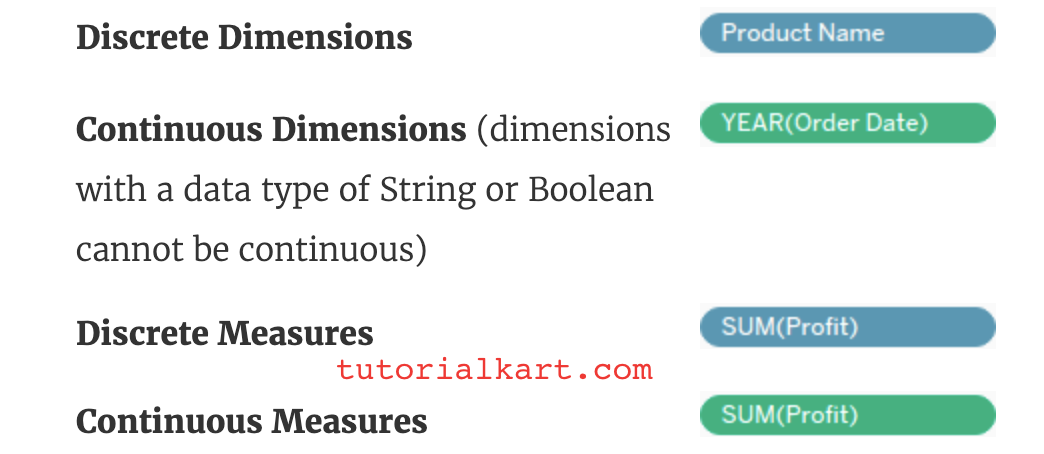 Discrete Dimensions Product Name
Continuous Dimensions (dimensions YEAR(Order Date)
with a data type of String or Boolean
cannot be continuous)
Discrete Measures SUM(Profit)
tutorialkart.com
Continuous Measures SUM(Profit)